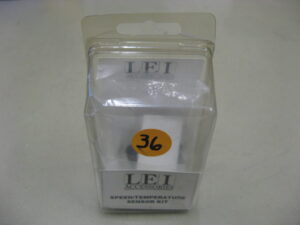 LEI
36
LEI
ACCESSORIES
SPEED/TEMPERATURE
SENSOR KIT